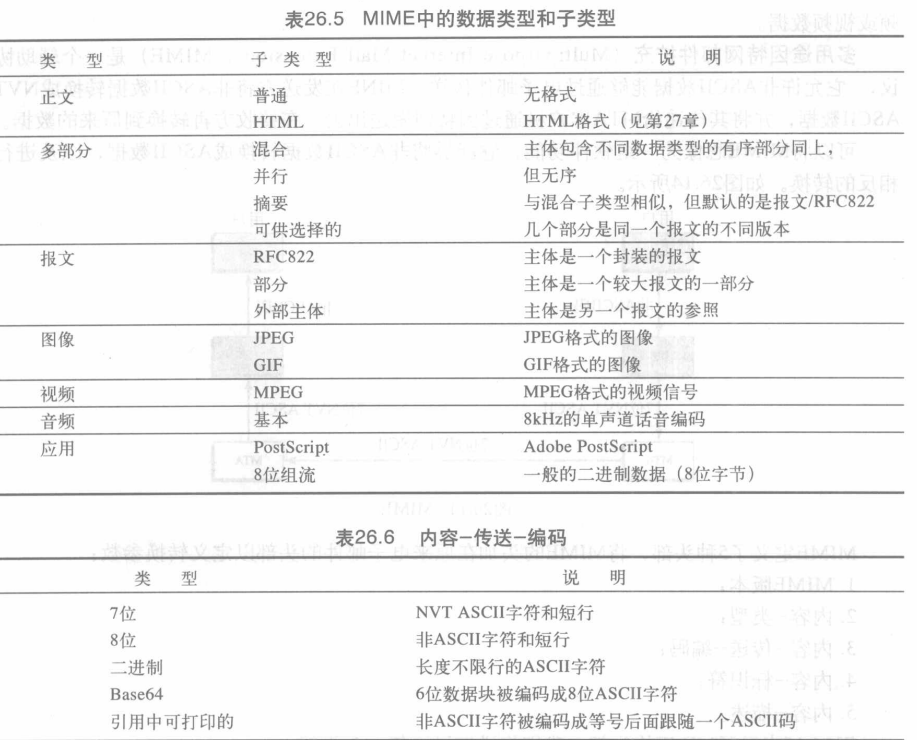 表26.5 MIME中的数据类型和子类型
类 型 子 类 型 说 明
正文 普通 无格式
HTML HTML格式（见第27章）
多部分 混合 主体包含不同数据类型的有序部分同上，
并行 但无序
摘要 与混合子类型相似，但默认的是报文/RFC822
可供选择的 几个部分是同一个报文的不同版本
报文 RFC822 主体是一个封装的报文
部分 主体是一个较大报文的一部分
外部主体 主体是另一个报文的参照
图像 JPEG JPEG格式的图像
GIF GIF格式的图像
视频 MPEG MPEG格式的视频信号
音频 基本 8kHz的单声道话音编码
应用 PostScript Adobe PostScript
8位组流 一般的二进制数据（8位字节）
表26.6 内容–传送–编码
类 型 说 明
7位 NVT ASCII字符和短行
8位 非ASCII字符和短行
二进制 长度不限行的ASCII字符
Base64 6位数据块被编码成8位ASCII字符
引用中可打印的 非ASCII字符被编码成等号后面跟随一个ASCII码